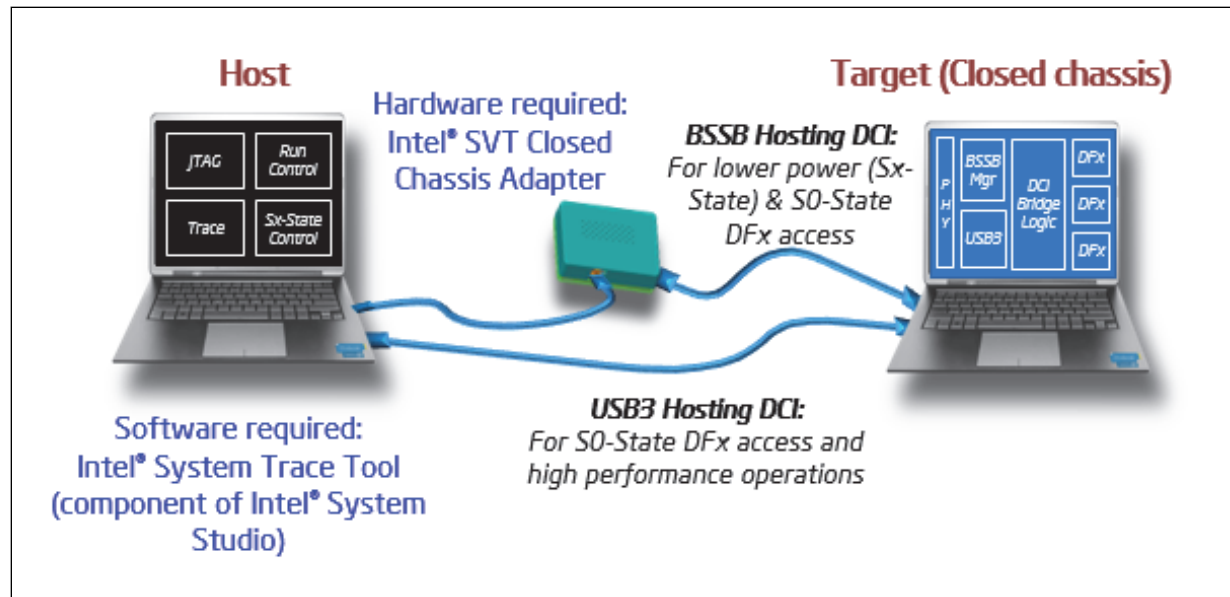 Host
Target (Closed chassis)
Hardware required:
Intel® SVT Closed
Chassis Adapter
BSSB Hosting DCI:
For lower power (Sx-
State) & S0-State
DFx access
JTAG
Run
Control
Trace
Sx-State
Control
P
H
Y
BSSB
Mgr
USB3
DCI
Bridge
Logic
DFx
DFx
DFx
USB3 Hosting DCI:
For S0-State DFx access and
high performance operations
Software required:
Intel® System Trace Tool
(component of Intel® System
Studio)